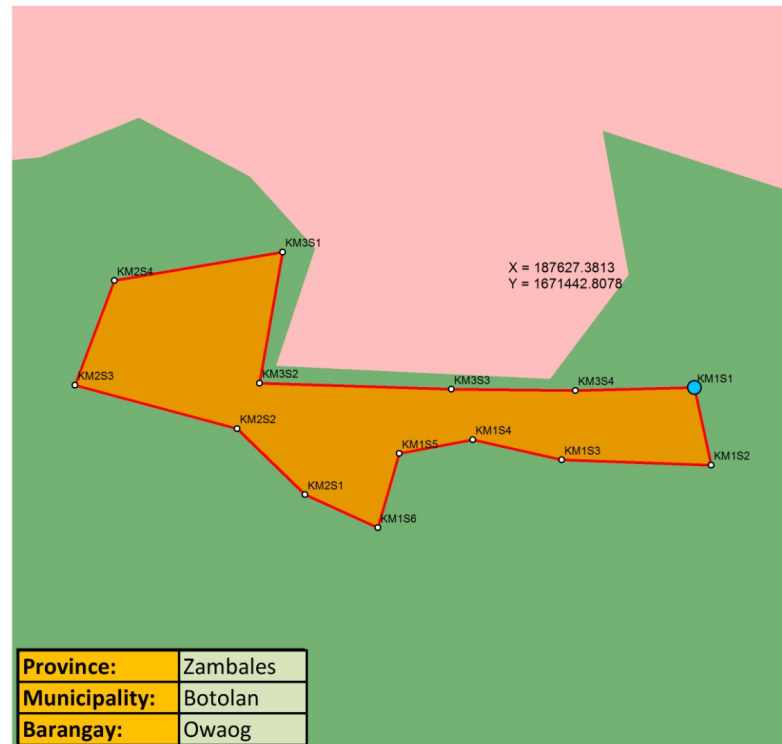 KM3S1
KM2S4
X = 187627.3813
Y = 1671442.8078
KM3S2
KM2S3
KM3S3
KM3S4
KM1S1
KM2S2
KM1S4
KM1S5
KM1S3
KM1S2
KM2S1
KM1S6
Province: Zambales
Municipality: Botolan
Barangay: Owaog